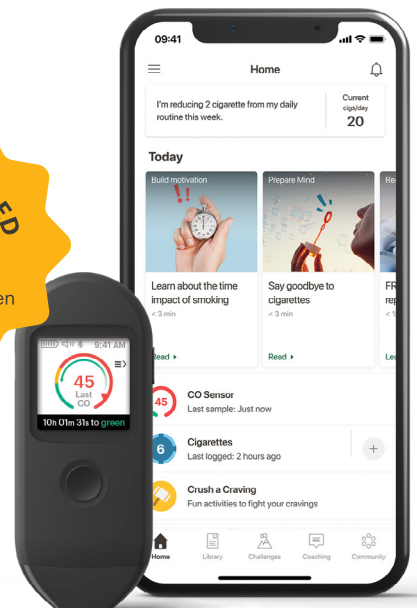 09:41
Home
I'm reducing 2 cigarette from my daily
routine this week.
Current
cigs/day
20
Today
Build motivation
Prepare Mind
Learn about the time
impact of smoking
< 3 min
Read
Say goodbye to
cigarettes
< 3 min
Read
9:41 AM
45
Last
CO
10h 01m 31s to green
45
CO Sensor
Last sample: Just now
6
Cigarettes
Last logged: 2 hours ago
+
Crush a Craving
Fun activities to fight your cravings
Home
Library
Challenges
Coaching
Community